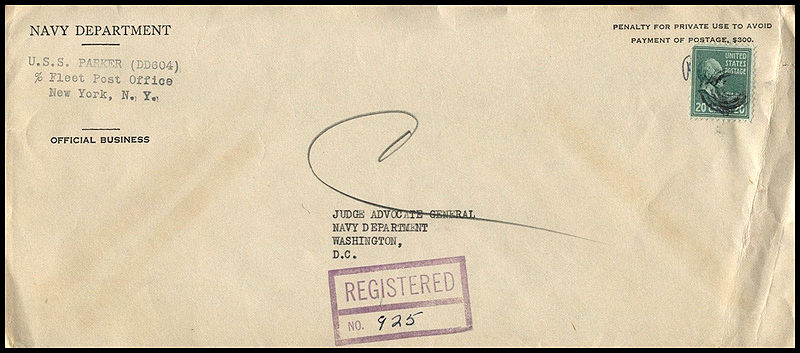 NAVY DEPARTMENT
U.S.S. PARKER (DD604)
% Fleet Post Office
New York, N. Y.
OFFICIAL BUSINESS
PENALTY FOR PRIVATE USE TO AVOID
PAYMENT OF POSTAGE, $300.
UNITED
STATES
POSTAGE
20 20
JUDGE ADVOCATE GENERAL
NAVY DEPARTMENT
WASHINGTON,
D.C.
REGISTERED
NO. 925